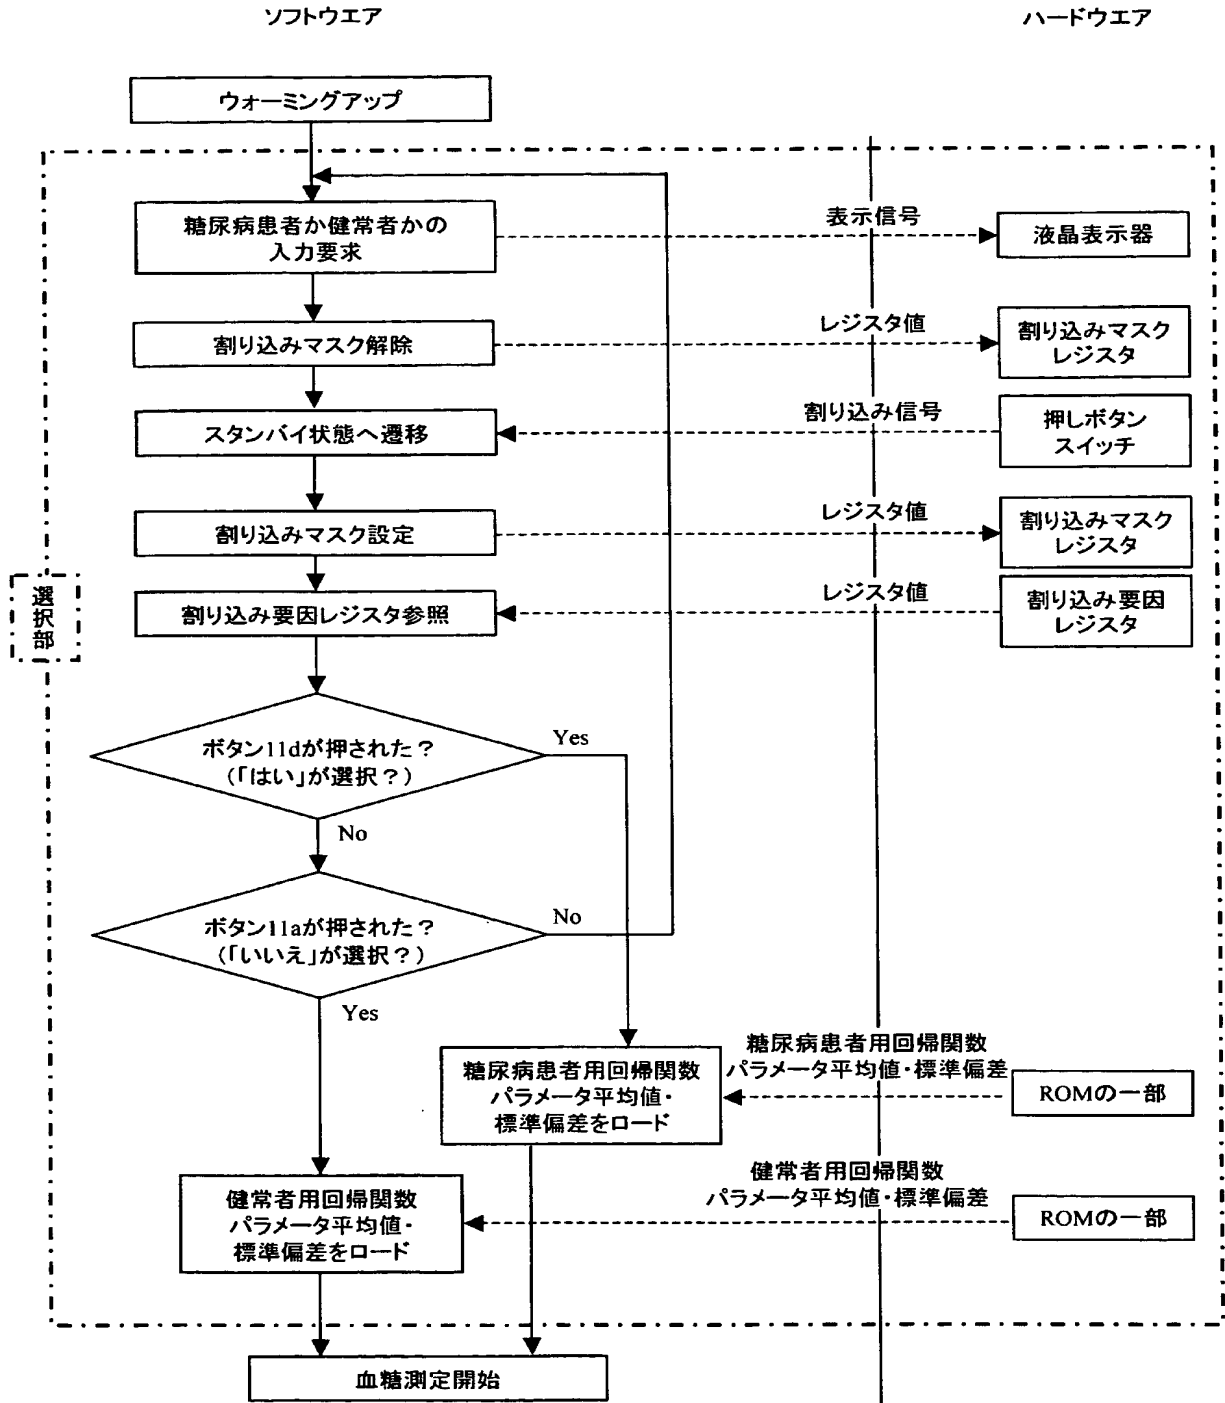 ソフトウエア
ハードウエア
ウォーミングアップ
糖尿病患者か健常者かの
入力要求
表示信号
液晶表示器
割り込みマスク解除
レジスタ値
割り込みマスク
レジスタ
スタンバイ状態へ遷移
割り込み信号
押しボタン
スイッチ
割り込みマスク設定
レジスタ値
割り込みマスク
レジスタ
選択部
割り込み要因レジスタ参照
レジスタ値
割り込み要因
レジスタ
ボタン11dが押された？
(「はい」が選択？)
Yes
No
ボタン11aが押された？
(「いいえ」が選択？)
No
Yes
糖尿病患者用回帰関数
パラメータ平均値・
標準偏差をロード
糖尿病患者用回帰関数
パラメータ平均値・標準偏差
ROMの一部
健常者用回帰関数
パラメータ平均値・
標準偏差をロード
健常者用回帰関数
パラメータ平均値・標準偏差
ROMの一部
血糖測定開始